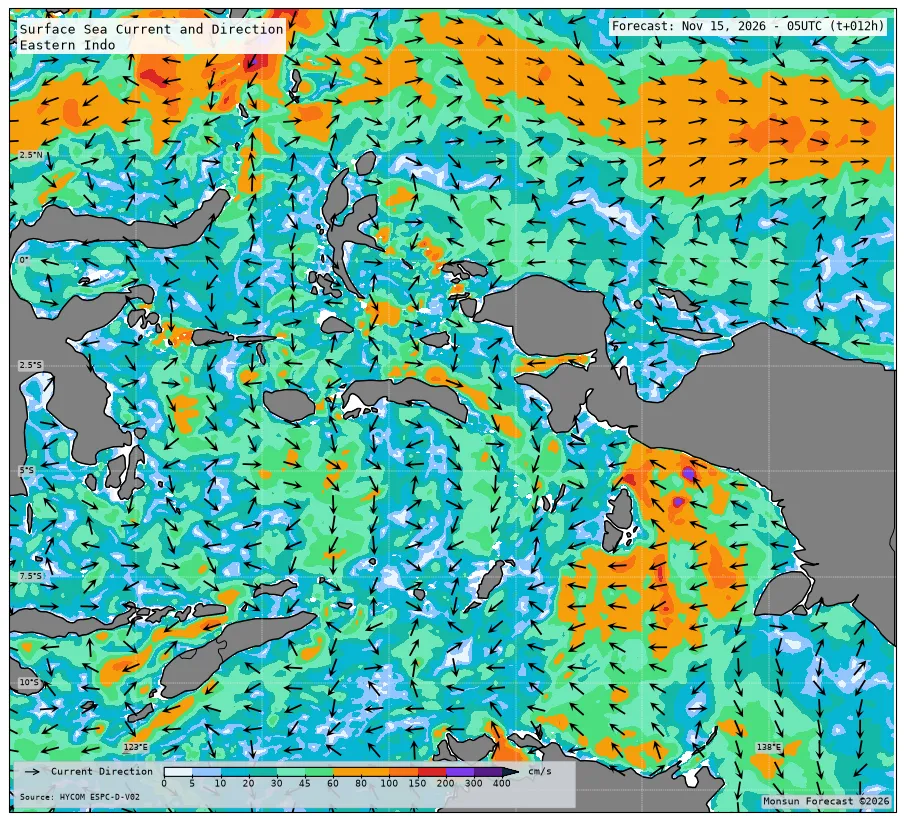 Surface Sea Current and Direction
Eastern Indo
Forecast: Nov 15, 2026 - 05UTC (t+012h)
2.5°N
0°
2.5°S
5°S
7.5°S
10°S
123°E
138°E
Current Direction
0 5 10 20 30 45 60 80 100 150 200 300 400 cm/s
Source: HYCOM ESPC-D-V02
Monsun Forecast ©2026